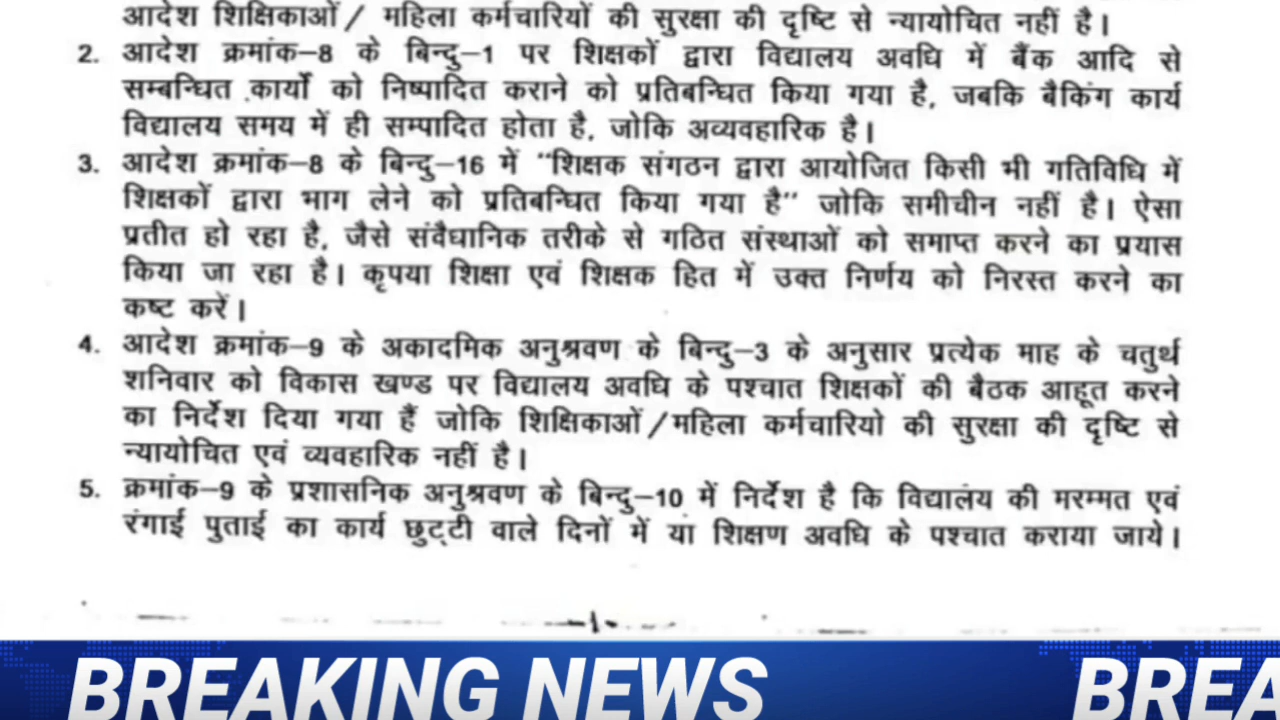 आदेश शिक्षिकाओं/ महिला कर्मचारियों की सुरक्षा की दृष्टि से न्यायोचित नहीं है।
2. आदेश क्रमांक–8 के बिन्दु–1 पर शिक्षकों द्वारा विद्यालय अवधि में बैंक आदि से
सम्बन्धित कार्यो को निष्पादित कराने को प्रतिबन्धित किया गया है, जबकि बैकिंग कार्य
विद्यालय समय में ही सम्पादित होता है, जोकि अव्यवहारिक है।
3. आदेश क्रमांक–8 के बिन्दु–16 में "शिक्षक संगठन द्वारा आयोजित किसी भी गतिविधि में
शिक्षकों द्वारा भाग लेने को प्रतिबन्धित किया गया है" जोकि समीचीन नहीं है। ऐसा
प्रतीत हो रहा है, जैसे संवैधानिक तरीके से गठित संस्थाओं को समाप्त करने का प्रयास
किया जा रहा है। कृपया शिक्षा एवं शिक्षक हित में उक्त निर्णय को निरस्त करने का
कष्ट करें।
4. आदेश क्रमांक–9 के अकादमिक अनुश्रवण के बिन्दु–3 के अनुसार प्रत्येक माह के चतुर्थ
शनिवार को विकास खण्ड पर विद्यालय अवधि के पश्चात शिक्षकों की बैठक आहूत करने
का निर्देश दिया गया हैं जोकि शिक्षिकाओं/महिला कर्मचारियो की सुरक्षा की दृष्टि से
न्यायोचित एवं व्यवहारिक नहीं है।
5. क्रमांक–9 के प्रशासनिक अनुश्रवण के बिन्दु–10 में निर्देश है कि विद्यालय की मरम्मत एवं
रंगाई पुताई का कार्य छुट्टी वाले दिनों में यां शिक्षण अवधि के पश्चात कराया जाये।
BREAKING NEWS BREA